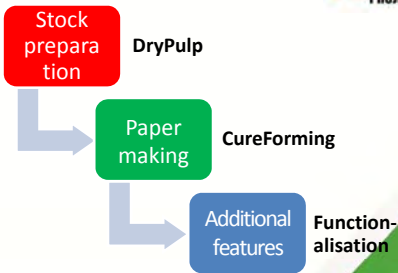 Stock
prepara
tion
DryPulp
Paper
making
CureForming
Additional
features
Function-
alisation